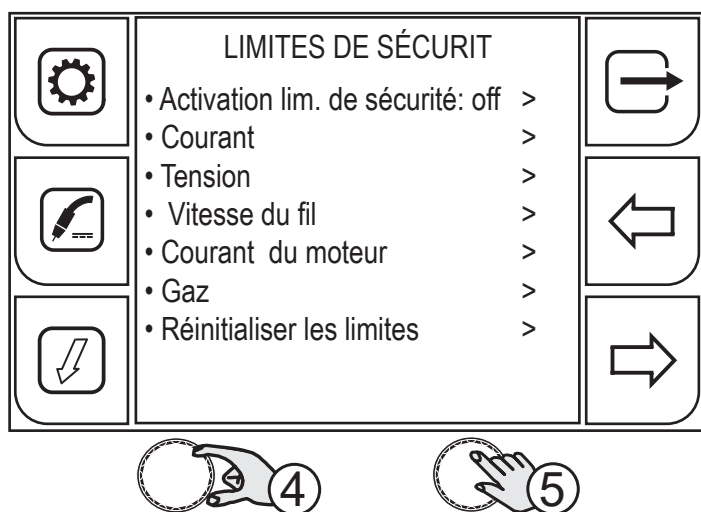 LIMITES DE SÉCURIT
• Activation lim. de sécurité: off >
• Courant >
• Tension >
• Vitesse du fil >
• Courant du moteur >
• Gaz >
• Réinitialiser les limites >
4 5